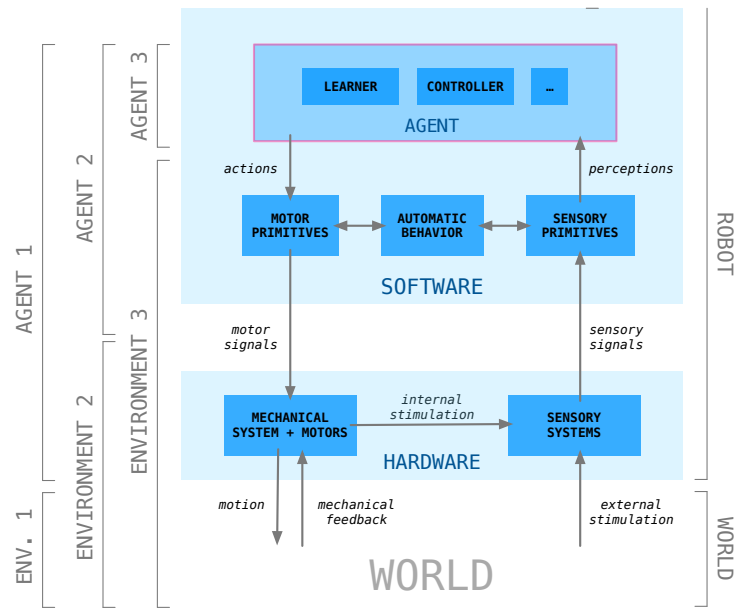 LEARNER
CONTROLLER
…
AGENT
actions
perceptions
MOTOR
PRIMITIVES
AUTOMATIC
BEHAVIOR
SENSORY
PRIMITIVES
SOFTWARE
motor
signals
sensory
signals
internal
stimulation
MECHANICAL
SYSTEM + MOTORS
SENSORY
SYSTEMS
HARDWARE
motion
mechanical
feedback
external
stimulation
WORLD
AGENT 1
ENV. 1
AGENT 2
ENVIRONMENT 2
AGENT 3
ENVIRONMENT 3
ROBOT
WORLD